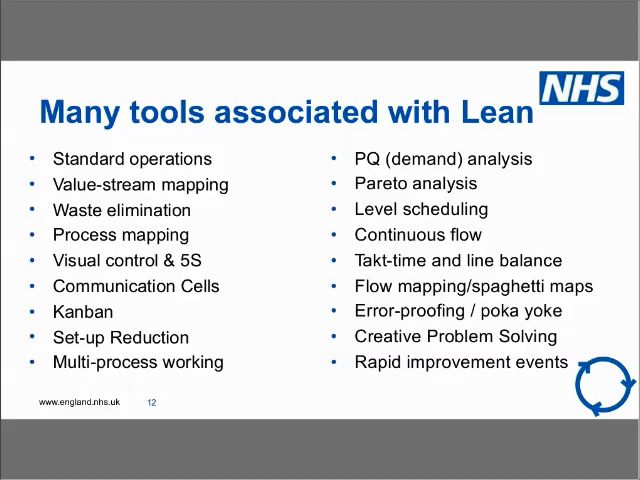 NHS
Many tools associated with Lean
• Standard operations
• Value-stream mapping
• Waste elimination
• Process mapping
• Visual control & 5S
• Communication Cells
• Kanban
• Set-up Reduction
• Multi-process working
• PQ (demand) analysis
• Pareto analysis
• Level scheduling
• Continuous flow
• Takt-time and line balance
• Flow mapping/spaghetti maps
• Error-proofing / poka yoke
• Creative Problem Solving
• Rapid improvement events
www.england.nhs.uk 12